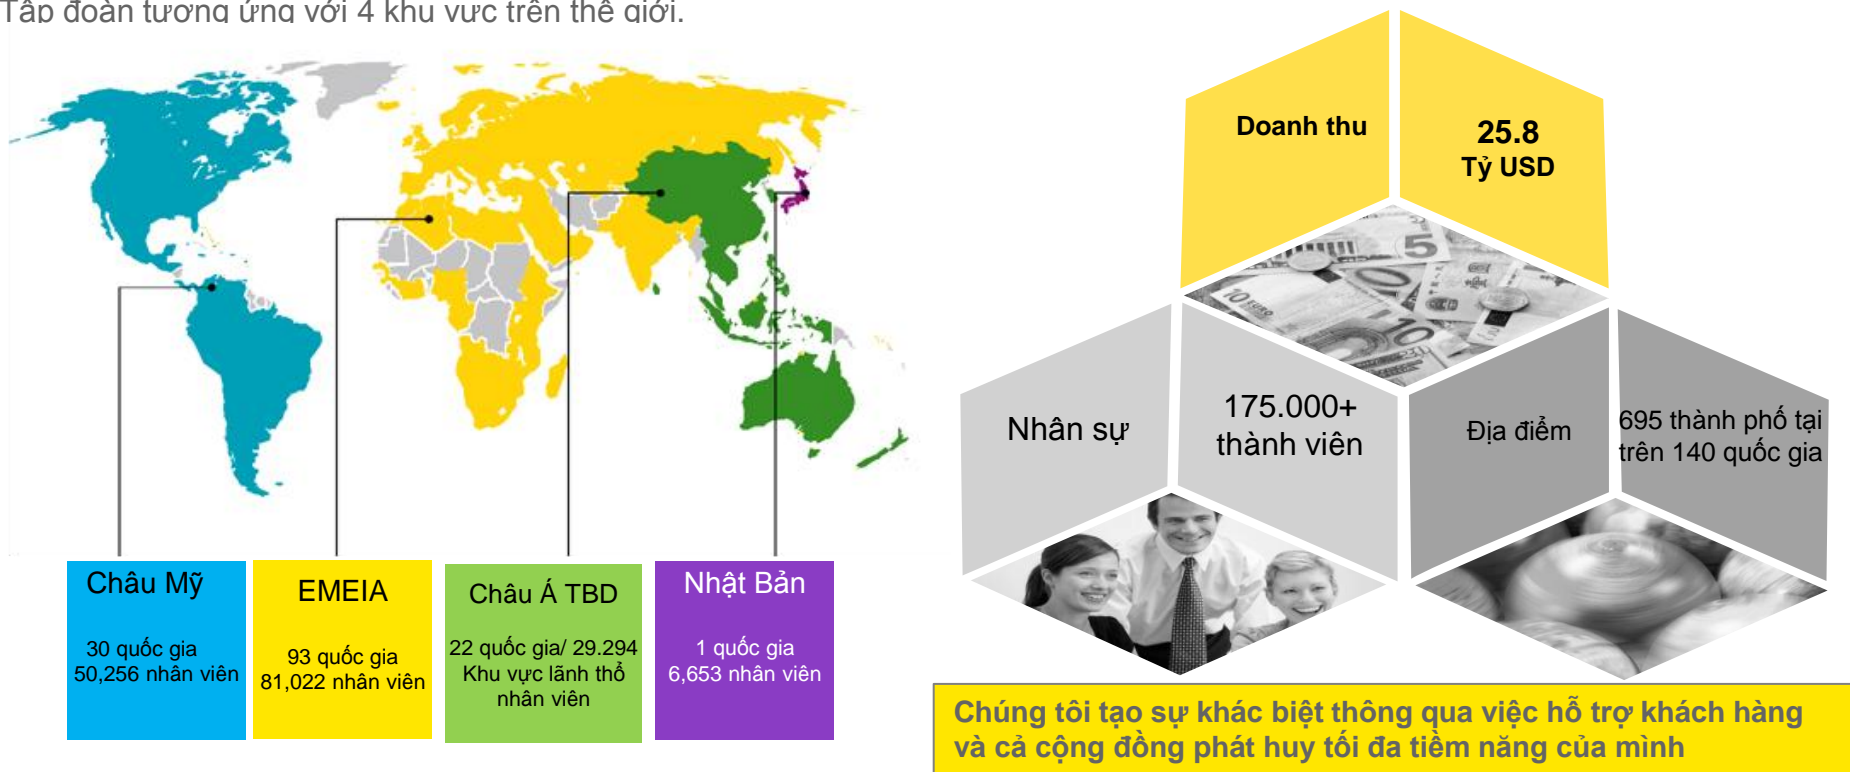 Tập đoàn tương ứng với 4 khu vực trên thế giới.
Doanh thu
25.8
Tỷ USD
Nhân sự
175.000+
thành viên
Địa điểm
695 thành phố tại
trên 140 quốc gia
Châu Mỹ
30 quốc gia
50,256 nhân viên
EMEIA
93 quốc gia
81,022 nhân viên
Châu Á TBD
22 quốc gia/ 29.294
Khu vực lãnh thổ
nhân viên
Nhật Bản
1 quốc gia
6,653 nhân viên
Chúng tôi tạo sự khác biệt thông qua việc hỗ trợ khách hàng
và cả cộng đồng phát huy tối đa tiềm năng của mình